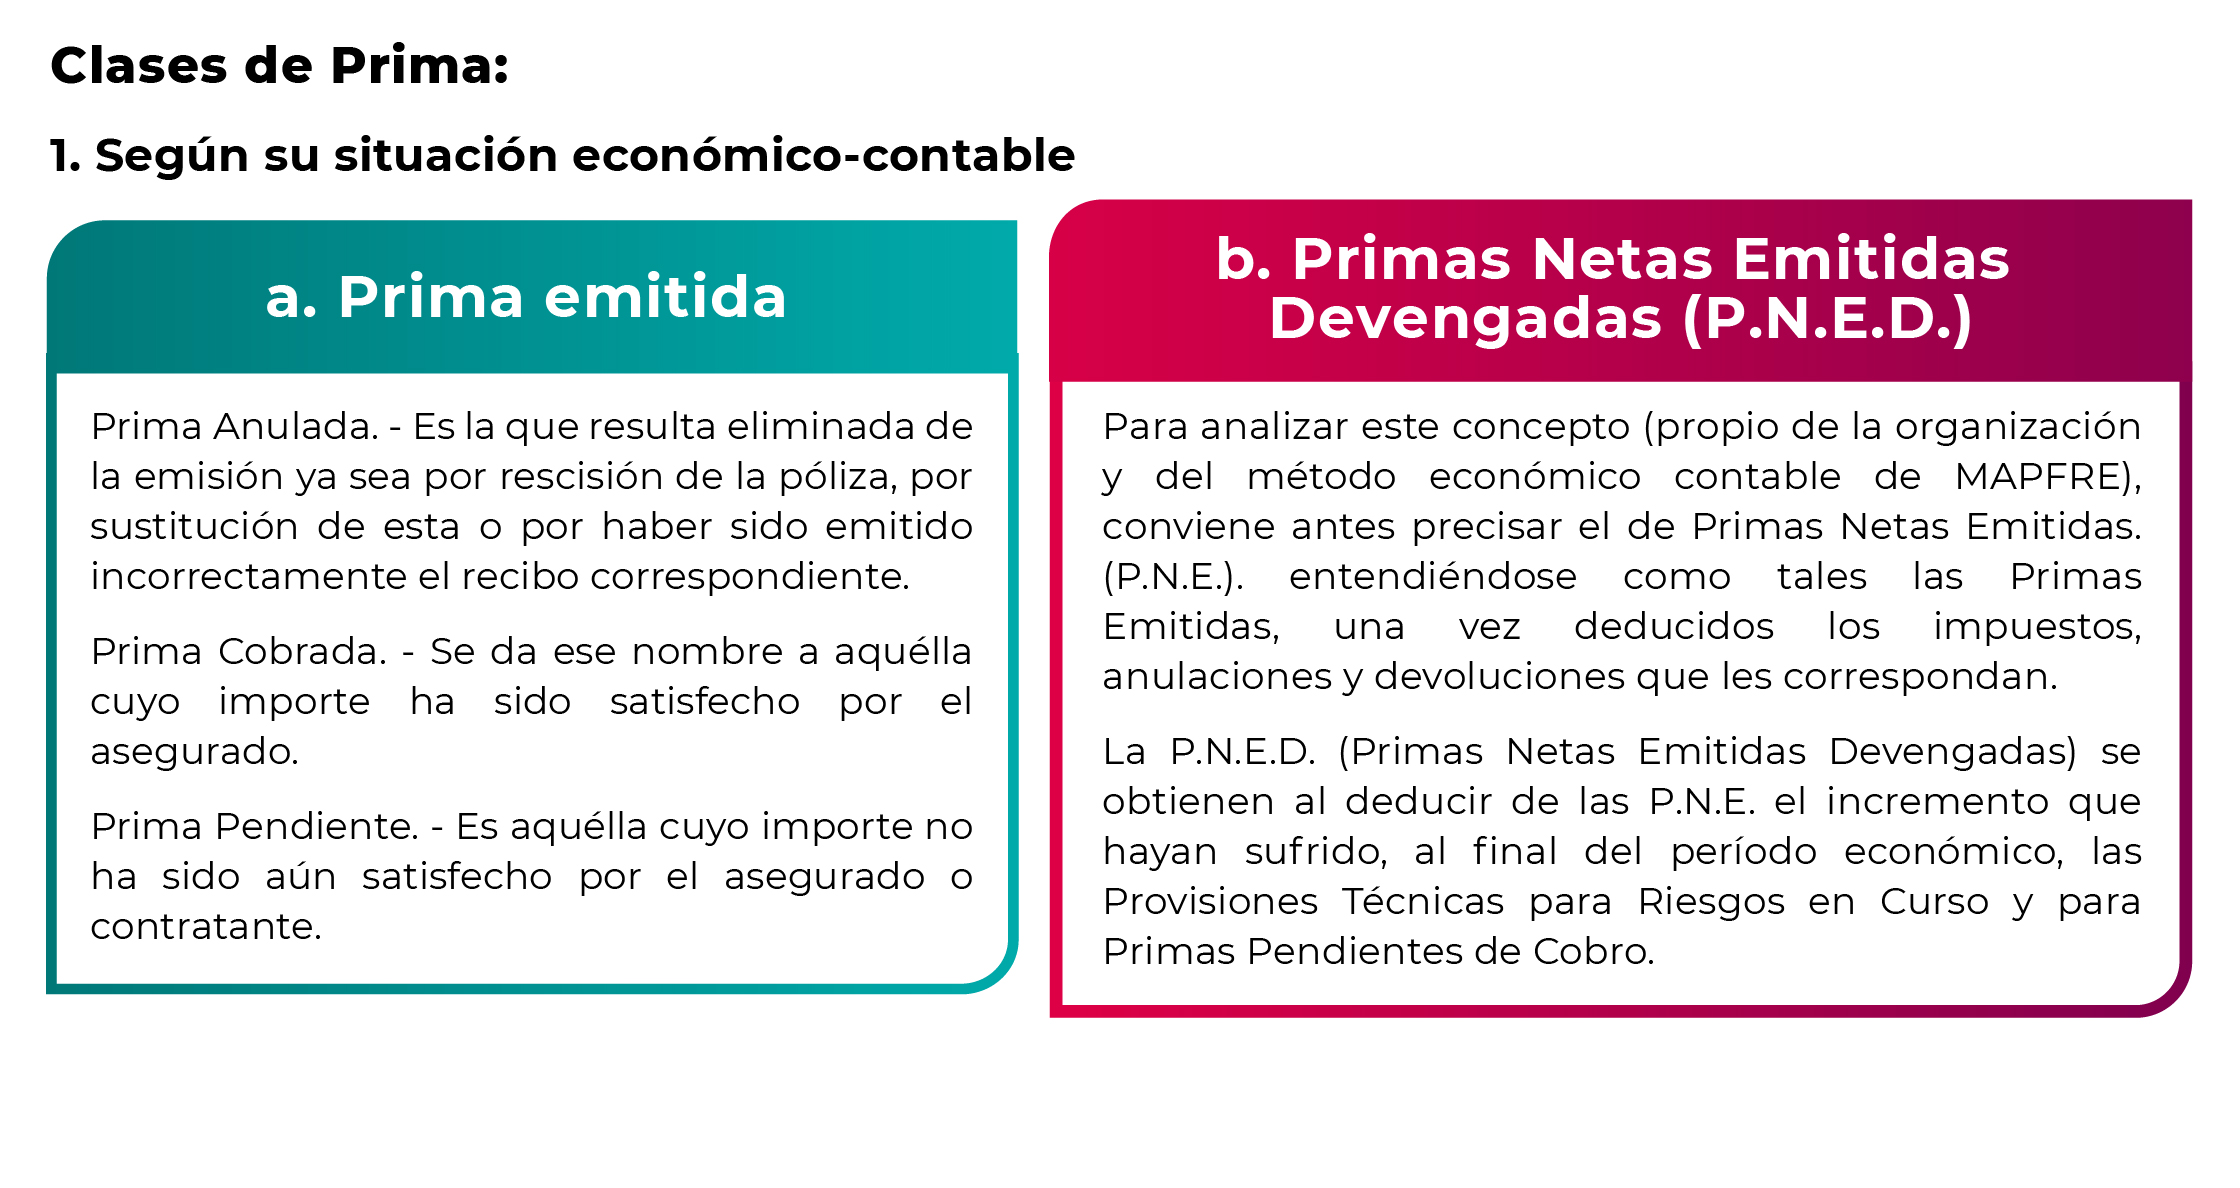 Clases de Prima:
1. Según su situación económico-contable
a. Prima emitida
Prima Anulada. - Es la que resulta eliminada de
la emisión ya sea por rescisión de la póliza, por
sustitución de esta o por haber sido emitido
incorrectamente el recibo correspondiente.
Prima Cobrada. - Se da ese nombre a aquélla
cuyo importe ha sido satisfecho por el
asegurado.
Prima Pendiente. - Es aquélla cuyo importe no
ha sido aún satisfecho por el asegurado o
contratante.
b. Primas Netas Emitidas
Devengadas (P.N.E.D.)
Para analizar este concepto (propio de la organización
y del método económico contable de MAPFRE),
conviene antes precisar el de Primas Netas Emitidas.
(P.N.E.). entendiéndose como tales las Primas
Emitidas, una vez deducidos los impuestos,
anulaciones y devoluciones que les correspondan.
La P.N.E.D. (Primas Netas Emitidas Devengadas) se
obtienen al deducir de las P.N.E. el incremento que
hayan sufrido, al final del período económico, las
Provisiones Técnicas para Riesgos en Curso y para
Primas Pendientes de Cobro.